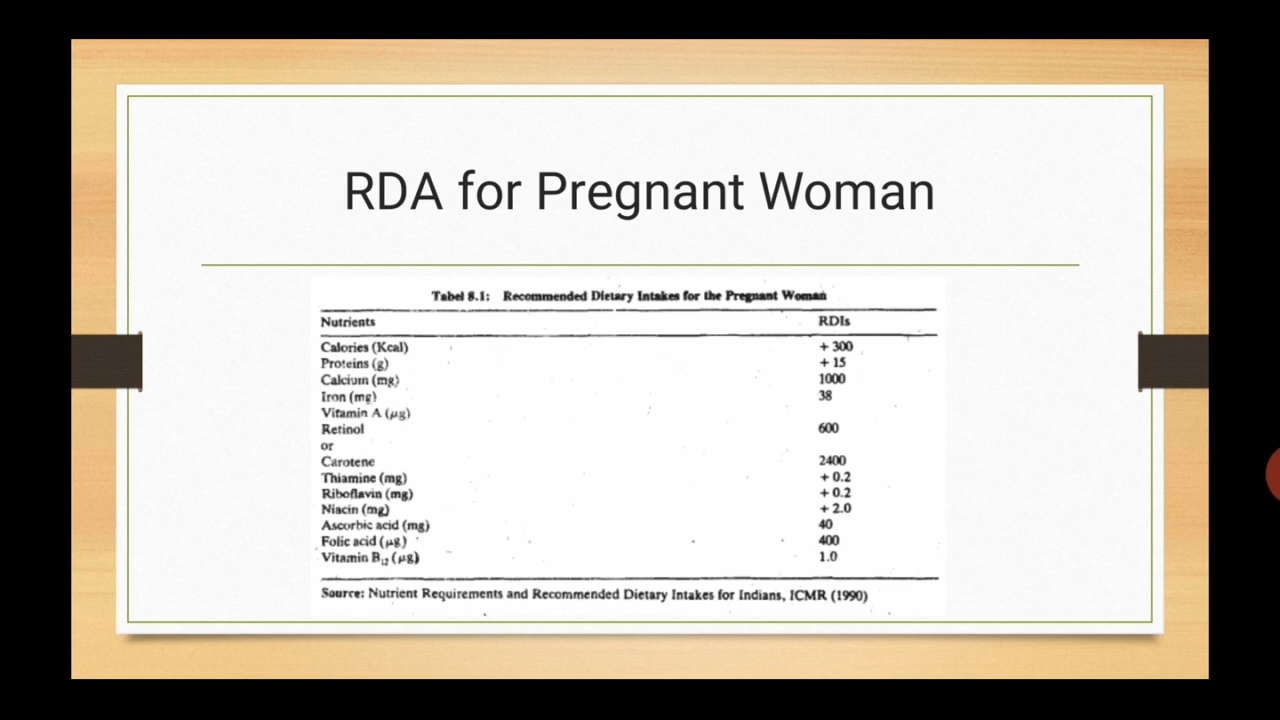 RDA for Pregnant Woman
Tabel 8.1: Recommended Dietary Intakes for the Pregnant Woman
Nutrients RDIs
Calories (Kcal) + 300
Proteins (g) + 15
Calcium (mg) 1000
Iron (mg) 38
Vitamin A (μg)
Retinol 600
or
Carotene 2400
Thiamine (mg) + 0.2
Riboflavin (mg) + 0.2
Niacin (mg) + 2.0
Ascorbic acid (mg) 40
Folic acid (μg) 400
Vitamin B₁₂ (μg) 1.0
Source: Nutrient Requirements and Recommended Dietary Intakes for Indians, ICMR (1990)